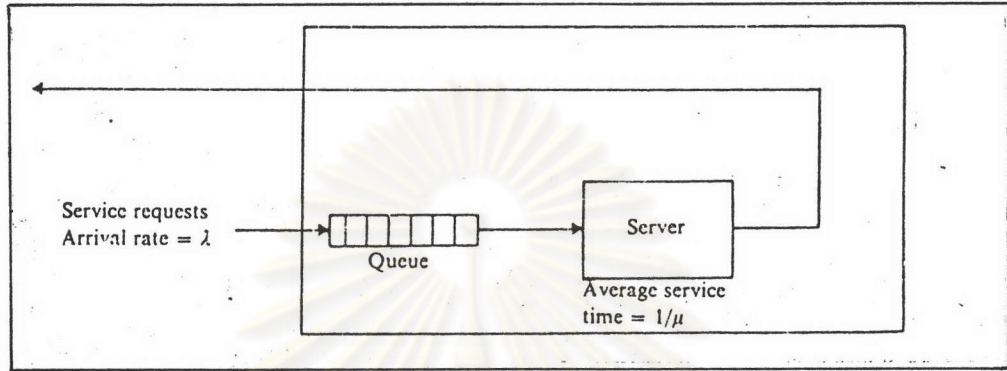 Service requests
Arrival rate = λ
Queue
Server
Average service
time = 1/μ